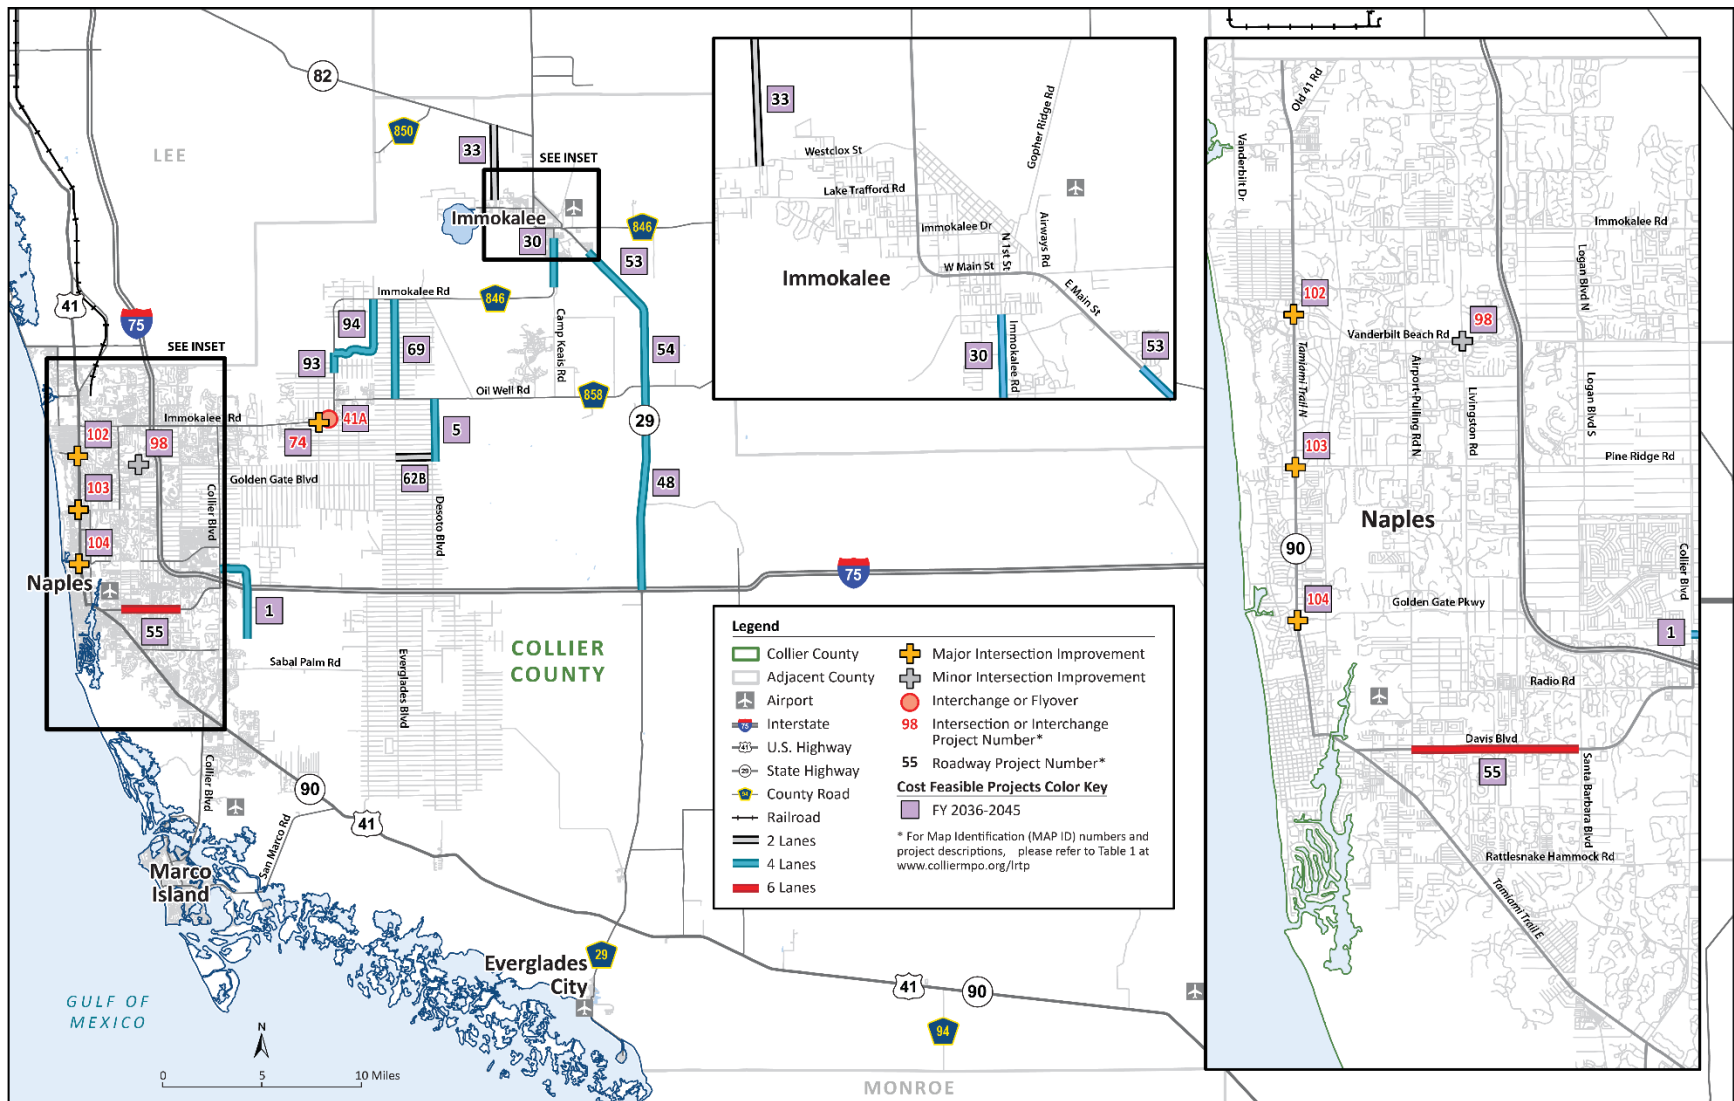 82
850
33
LEE
SEE INSET
Immokalee
846
30
53
41
75
Immokalee Rd
846
94
69
93
Camp Keais Rd
54
SEE INSET
Oil Well Rd
858
29
Immokalee Rd
41A
74
5
102
98
62B
48
103
Golden Gate Blvd
Collier Blvd
Desoto Blvd
104
75
Naples
1
55
Sabal Palm Rd
Everglades Blvd
COLLIER
COUNTY
Collier Blvd
90
41
San Marco Rd
Marco
Island
Everglades
City
29
41
90
94
GULF OF
MEXICO
N
0
5
10 Miles
MONROE
33
Westclox St
Gopher Ridge Rd
Lake Trafford Rd
Immokalee Dr
N 1st St
Airways Rd
W Main St
Immokalee
E Main St
30
Immokalee Rd
53
Legend
Collier County
Adjacent County
Airport
75
Interstate
41
U.S. Highway
29
State Highway
94
County Road
Railroad
2 Lanes
4 Lanes
6 Lanes
Major Intersection Improvement
Minor Intersection Improvement
Interchange or Flyover
98
Intersection or Interchange
Project Number*
55
Roadway Project Number*
Cost Feasible Projects Color Key
FY 2036-2045
* For Map Identification (MAP ID) numbers and
project descriptions, please refer to Table 1 at
www.colliermpo.org/lrtp
Old 41 Rd
Vanderbilt Dr
Immokalee Rd
Logan Blvd N
102
98
Vanderbilt Beach Rd
Tamiami Trail N
Airport-Pulling Rd N
Livingston Rd
Logan Blvd S
103
Pine Ridge Rd
Naples
90
Collier Blvd
104
Golden Gate Pkwy
1
Radio Rd
Davis Blvd
55
Santa Barbara Blvd
Rattlesnake Hammock Rd
Tamiami Trail E